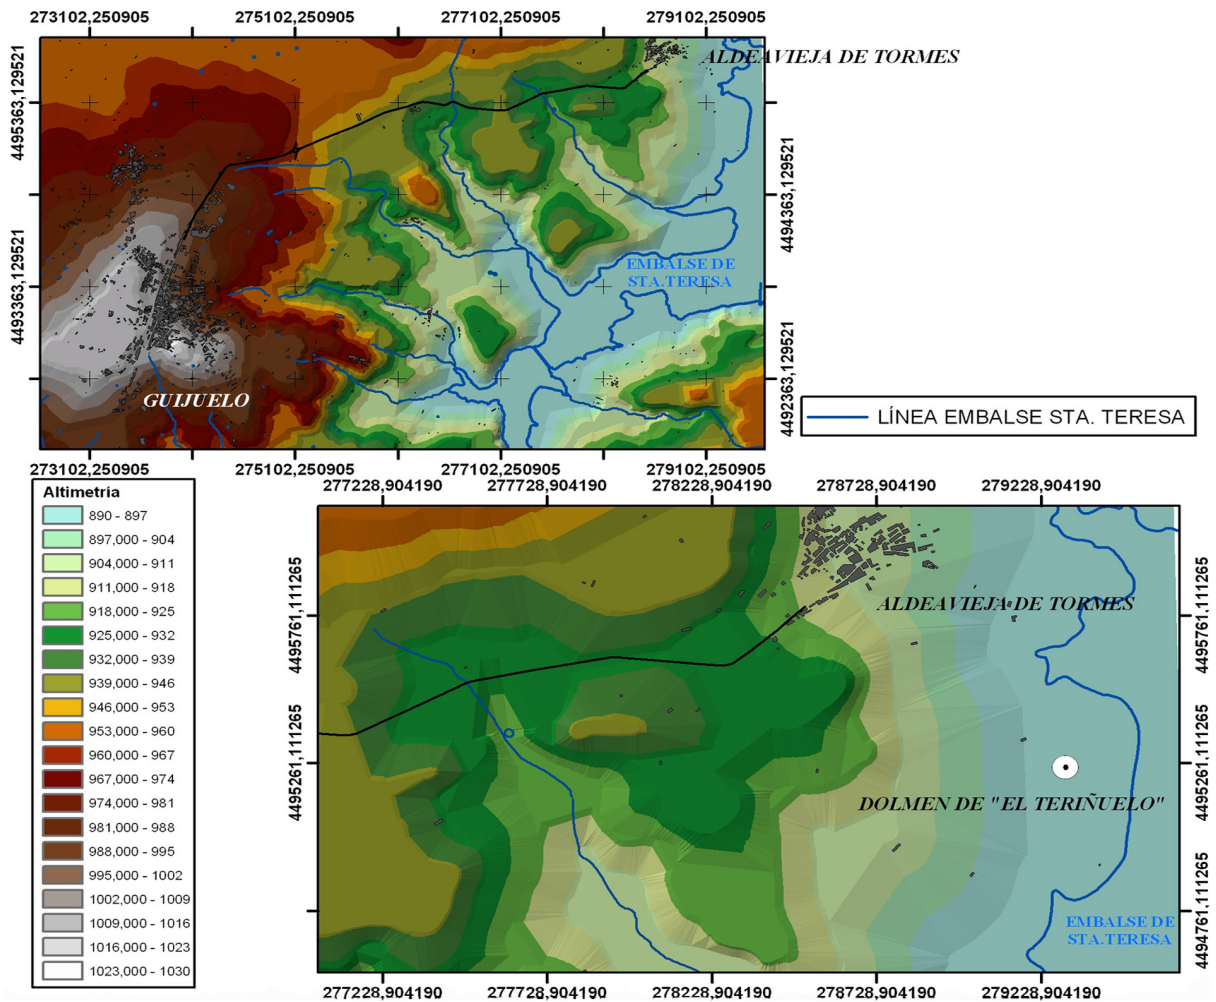 273102,250905 275102,250905 277102,250905 279102,250905
ALDEAVIEJA DE TORMES
4495363,129521
4494363,129521
EMBALSE DE
STA.TERESA
4493363,129521
4492363,129521
GUIJUELO
LÍNEA EMBALSE STA. TERESA
273102,250905 275102,250905 277102,250905 279102,250905
277228,904190 277728,904190 278228,904190 278728,904190 279228,904190
Altimetría
890 - 897
897,000 - 904
904,000 - 911
911,000 - 918
918,000 - 925
925,000 - 932
932,000 - 939
939,000 - 946
946,000 - 953
953,000 - 960
960,000 - 967
967,000 - 974
974,000 - 981
981,000 - 988
988,000 - 995
995,000 - 1002
1002,000 - 1009
1009,000 - 1016
1016,000 - 1023
1023,000 - 1030
4495761,111265
ALDEAVIEJA DE TORMES
4495761,111265
4495261,111265
4495261,111265
DOLMEN DE "EL TERIÑUELO"
4494761,111265
EMBALSE DE
STA.TERESA
4494761,111265
277228,904190 277728,904190 278228,904190 278728,904190 279228,904190